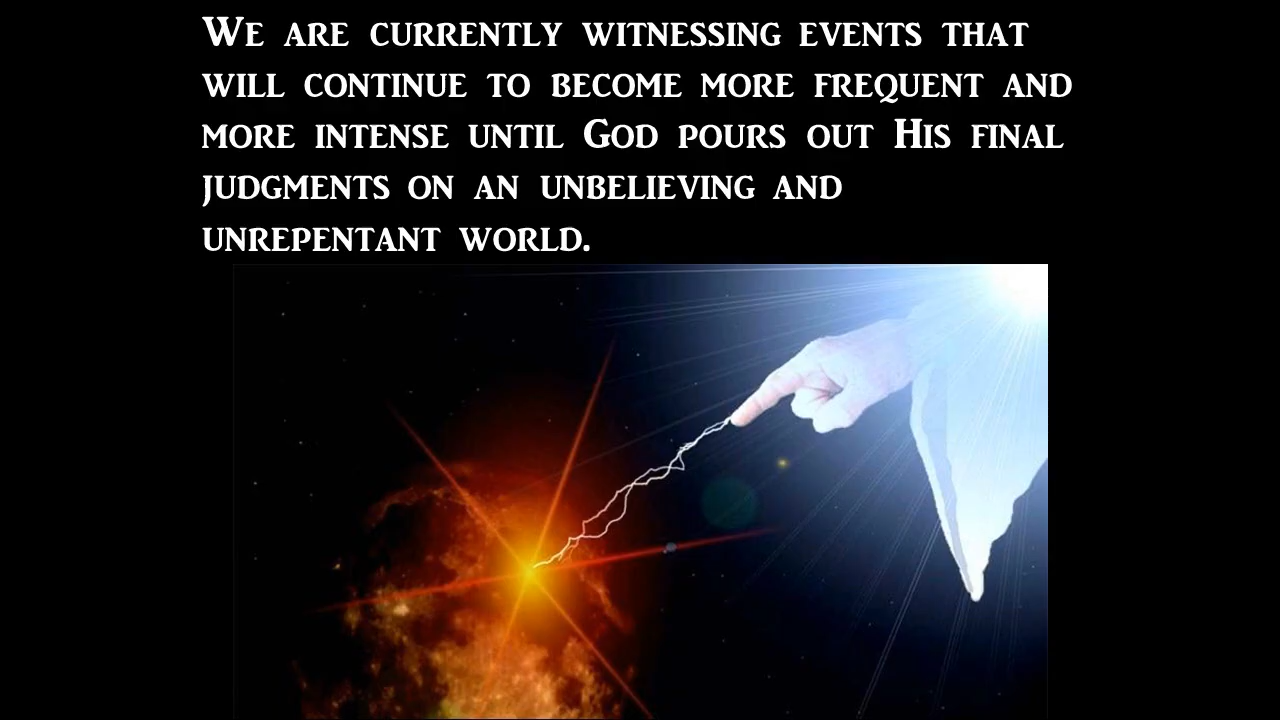 We are currently witnessing events that
will continue to become more frequent and
more intense until God pours out His final
judgments on an unbelieving and
unrepentant world.